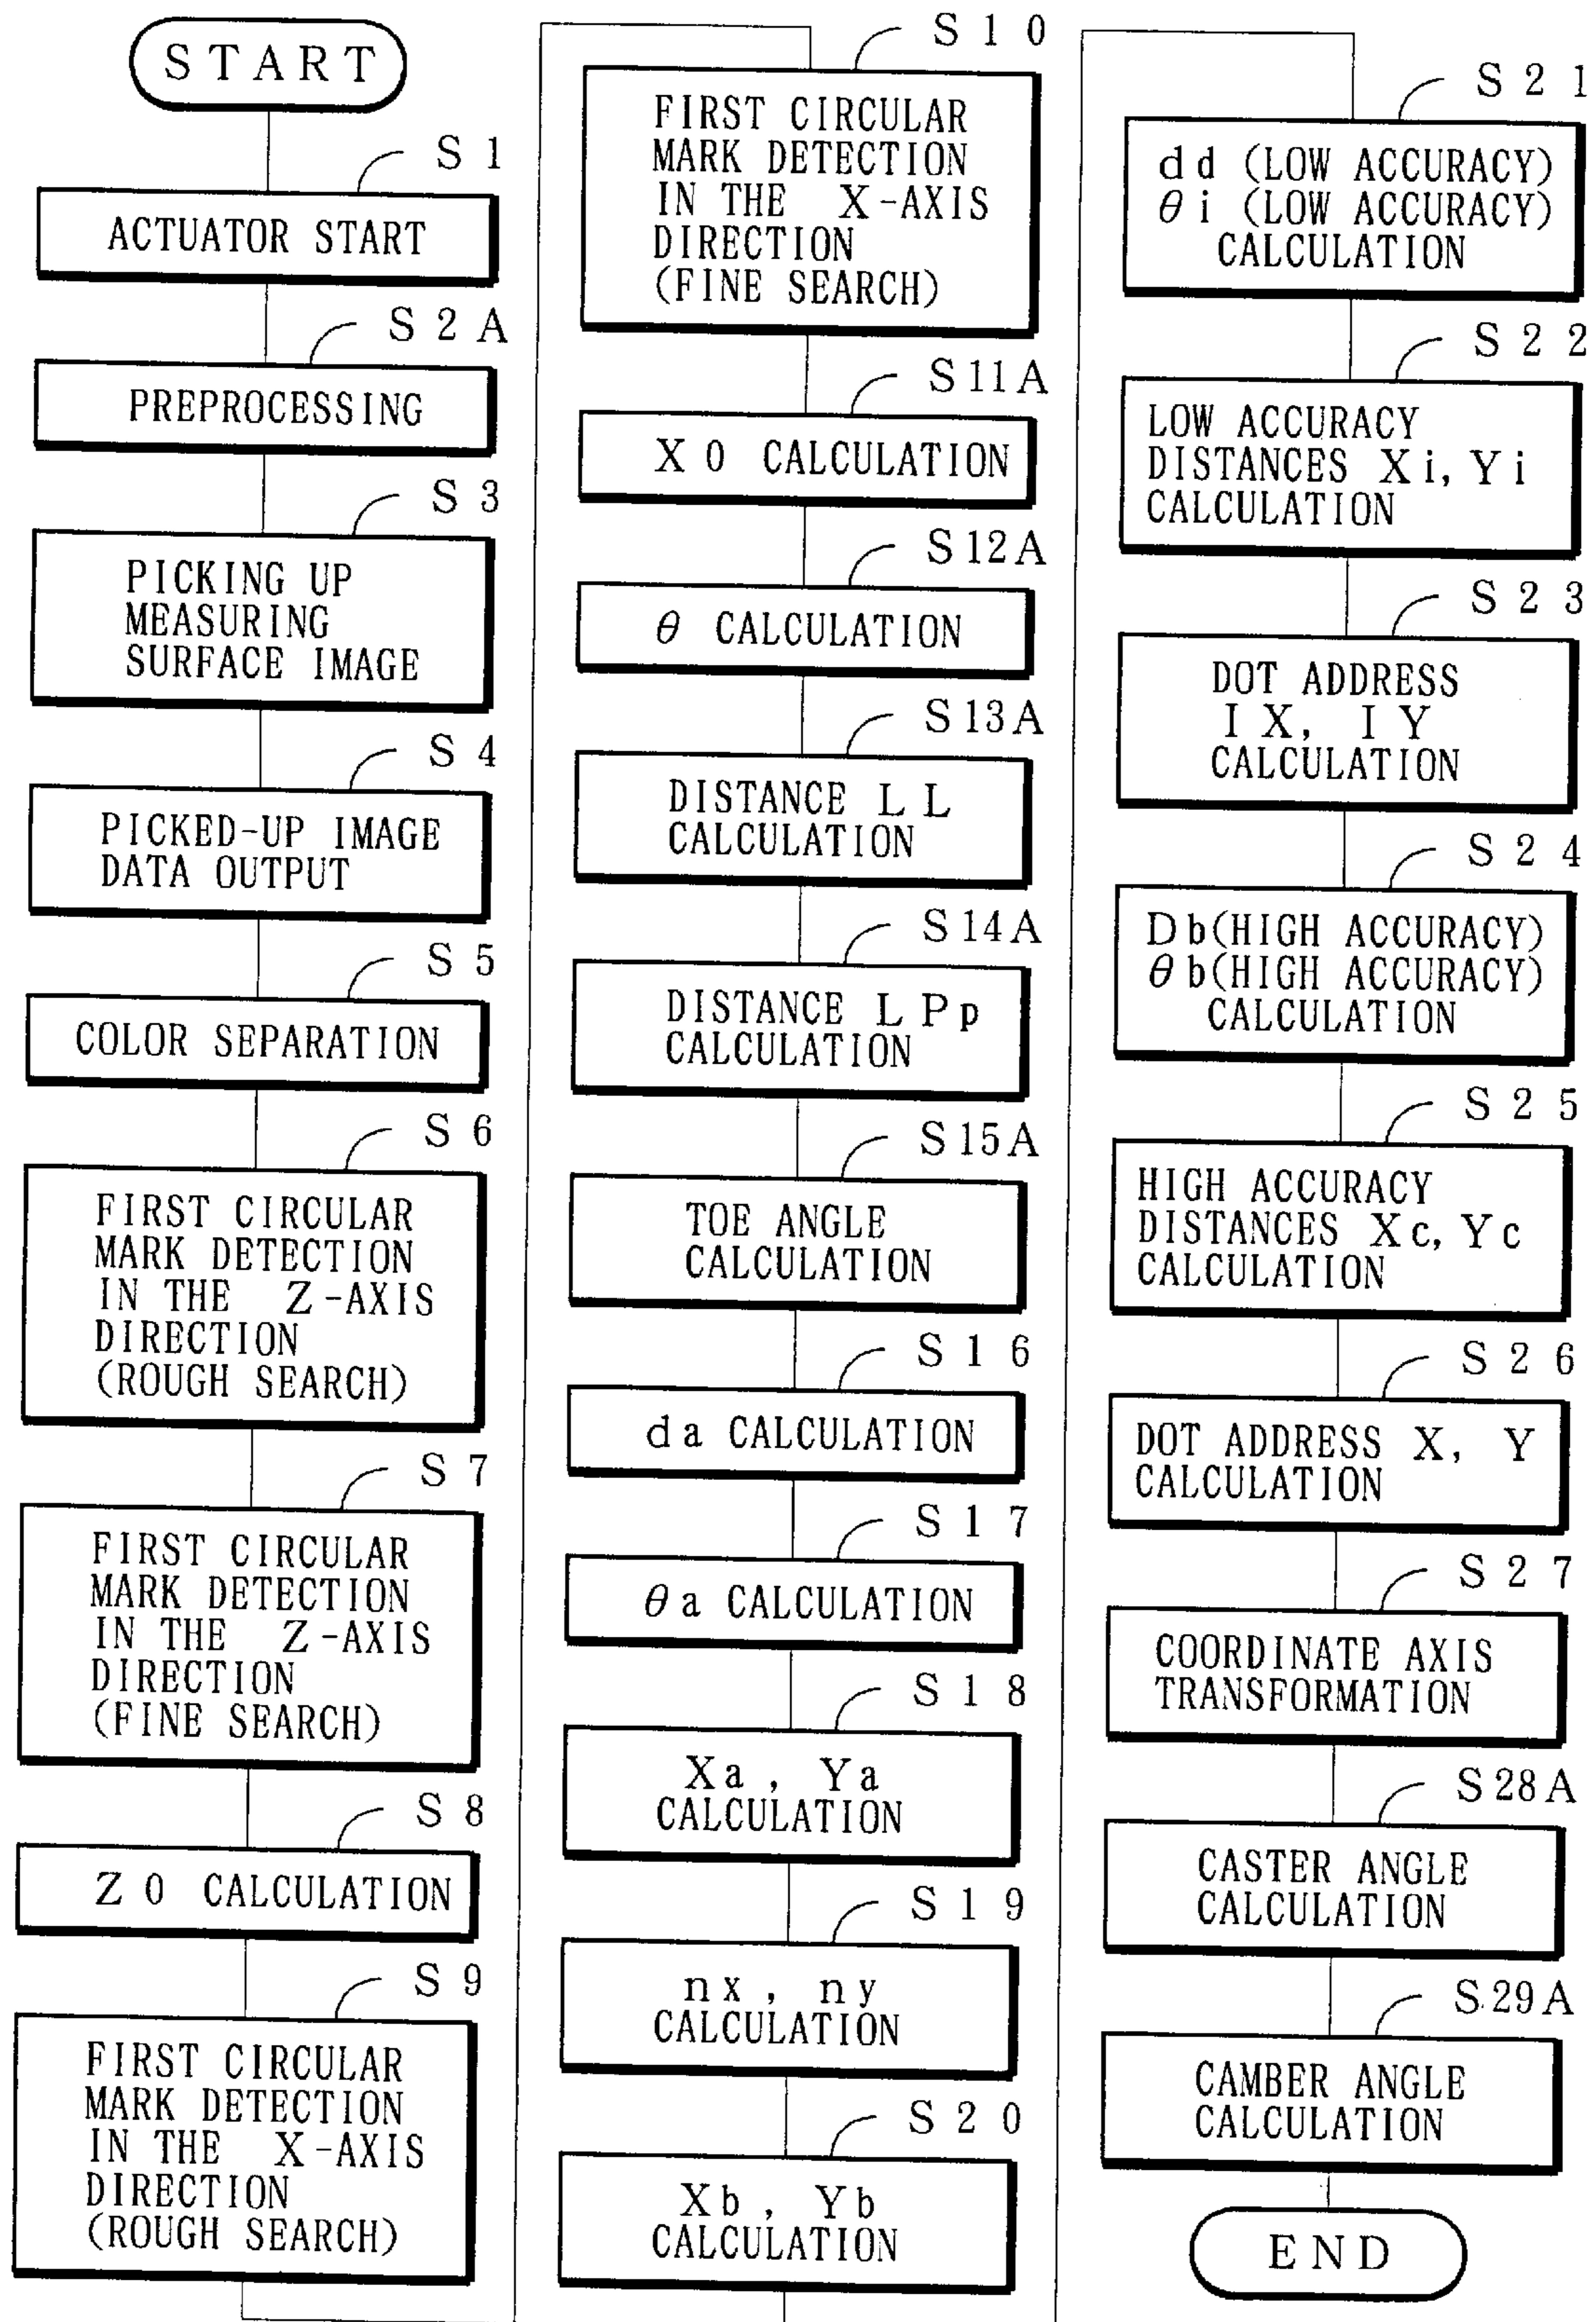 START
S1
ACTUATOR START
S2A
PREPROCESSING
S3
PICKING UP
MEASURING
SURFACE IMAGE
S4
PICKED-UP IMAGE
DATA OUTPUT
S5
COLOR SEPARATION
S6
FIRST CIRCULAR
MARK DETECTION
IN THE Z-AXIS
DIRECTION
(ROUGH SEARCH)
S7
FIRST CIRCULAR
MARK DETECTION
IN THE Z-AXIS
DIRECTION
(FINE SEARCH)
S8
Z0 CALCULATION
S9
FIRST CIRCULAR
MARK DETECTION
IN THE X-AXIS
DIRECTION
(ROUGH SEARCH)
S10
FIRST CIRCULAR
MARK DETECTION
IN THE X-AXIS
DIRECTION
(FINE SEARCH)
S11A
X0 CALCULATION
S12A
θ CALCULATION
S13A
DISTANCE LL
CALCULATION
S14A
DISTANCE LPp
CALCULATION
S15A
TOE ANGLE
CALCULATION
S16
da CALCULATION
S17
θa CALCULATION
S18
Xa, Ya
CALCULATION
S19
nx, ny
CALCULATION
S20
Xb, Yb
CALCULATION
S21
dd (LOW ACCURACY)
θi (LOW ACCURACY)
CALCULATION
S22
LOW ACCURACY
DISTANCES Xi, Yi
CALCULATION
S23
DOT ADDRESS
IX, IY
CALCULATION
S24
Db(HIGH ACCURACY)
θb(HIGH ACCURACY)
CALCULATION
S25
HIGH ACCURACY
DISTANCES Xc, Yc
CALCULATION
S26
DOT ADDRESS X, Y
CALCULATION
S27
COORDINATE AXIS
TRANSFORMATION
S28A
CASTER ANGLE
CALCULATION
S29A
CAMBER ANGLE
CALCULATION
END